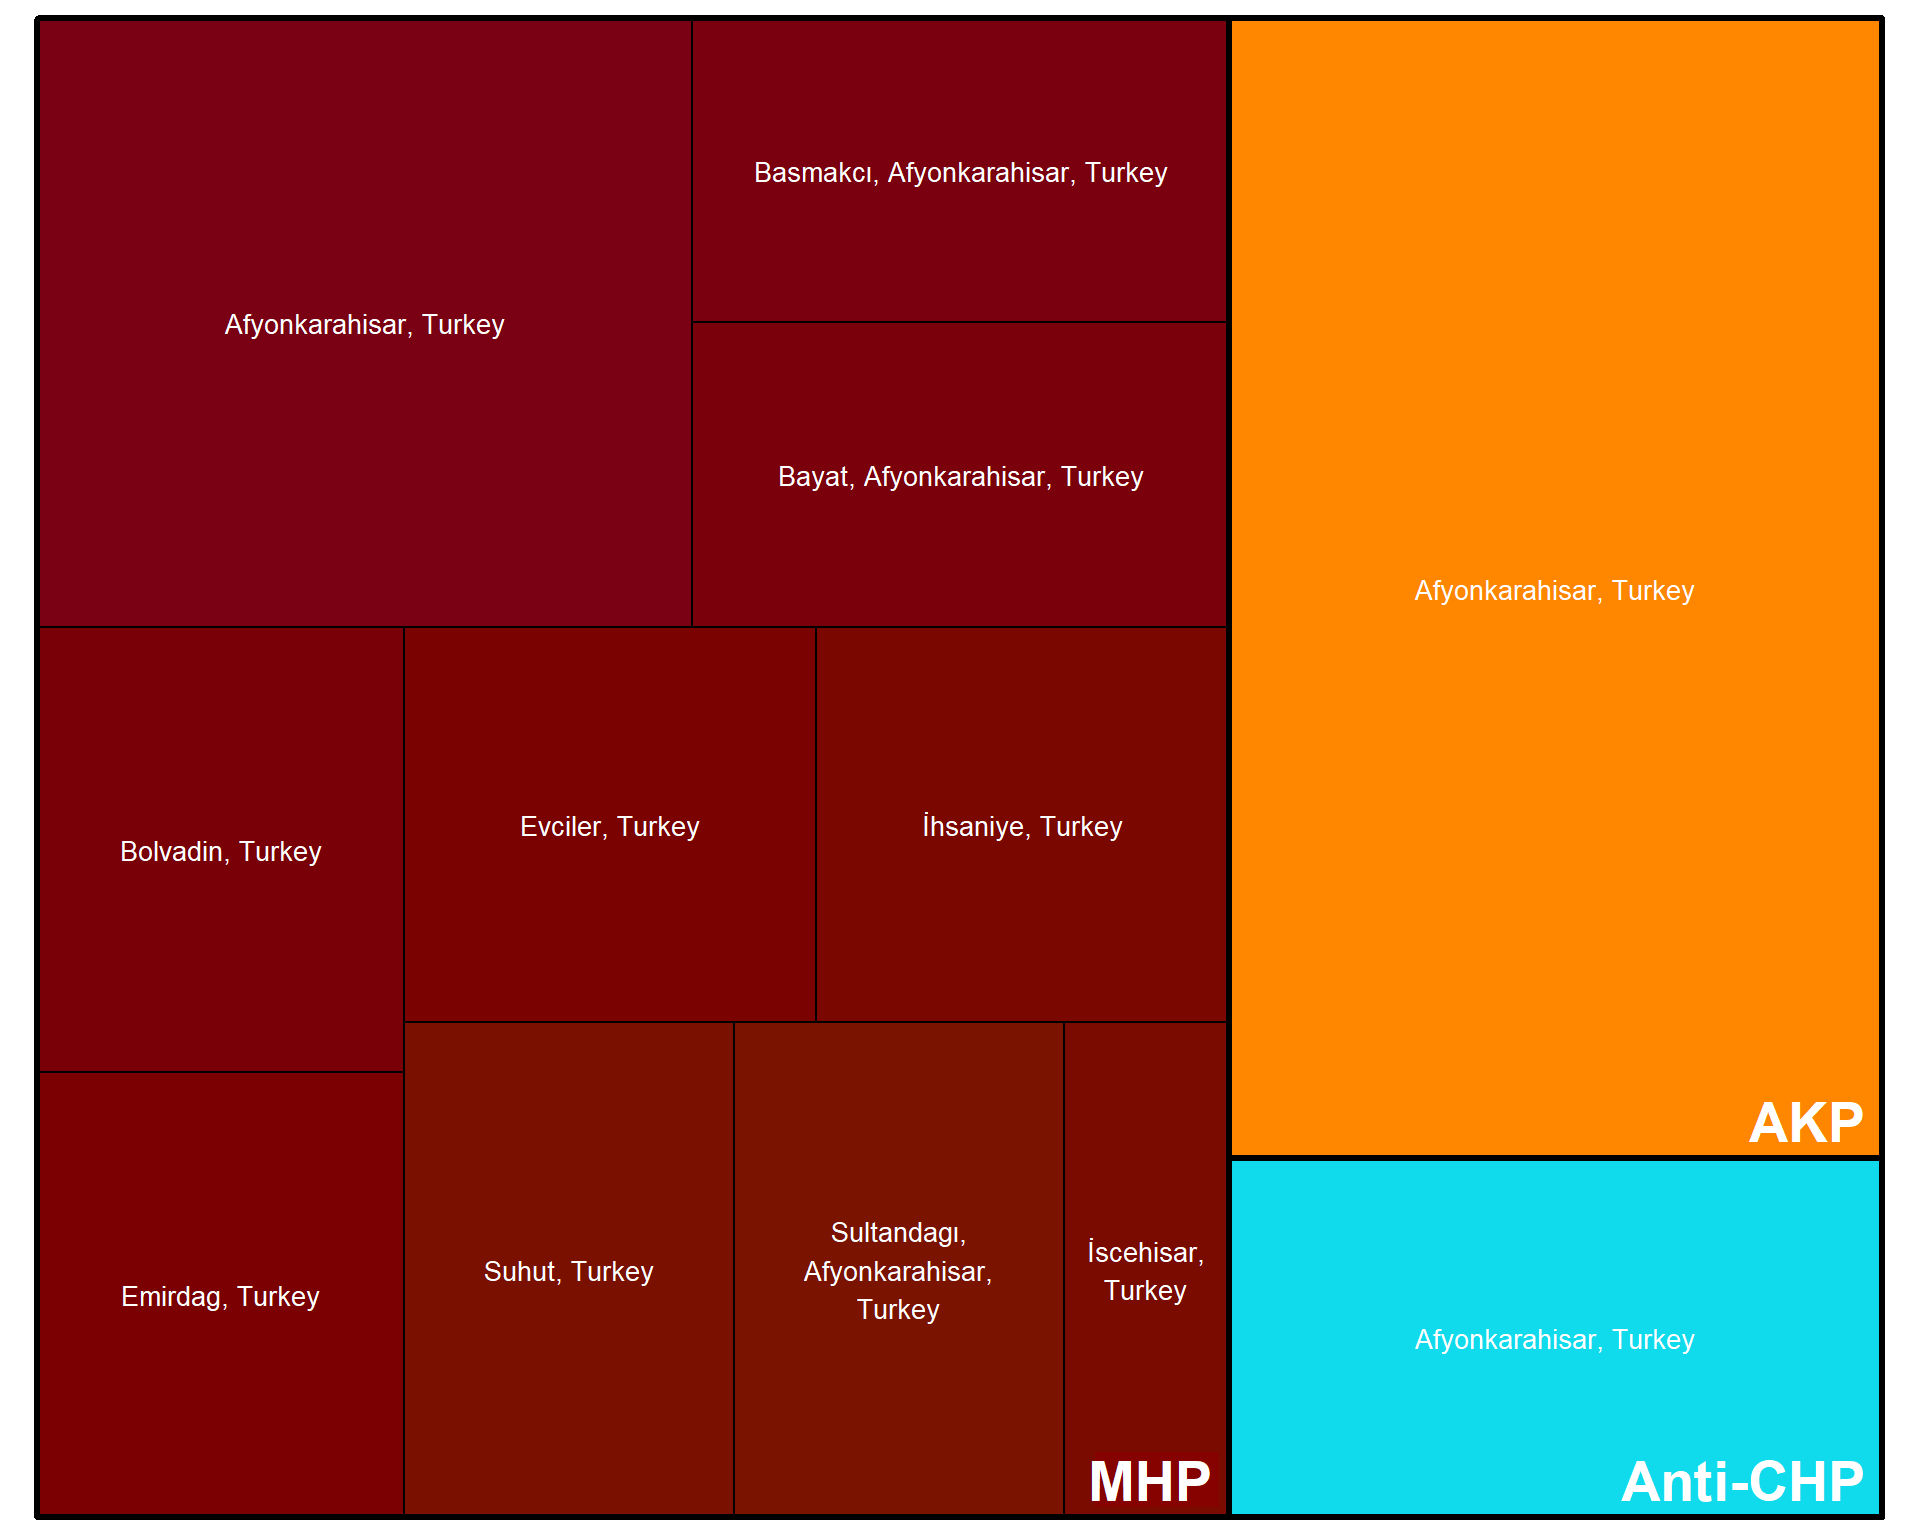 Afyonkarahisar, Turkey
Basmakcı, Afyonkarahisar, Turkey
Bayat, Afyonkarahisar, Turkey
Bolvadin, Turkey
Evciler, Turkey
İhsaniye, Turkey
Emirdag, Turkey
Suhut, Turkey
Sultandagı,
Afyonkarahisar,
Turkey
İscehisar,
Turkey
MHP
Afyonkarahisar, Turkey
AKP
Afyonkarahisar, Turkey
Anti-CHP